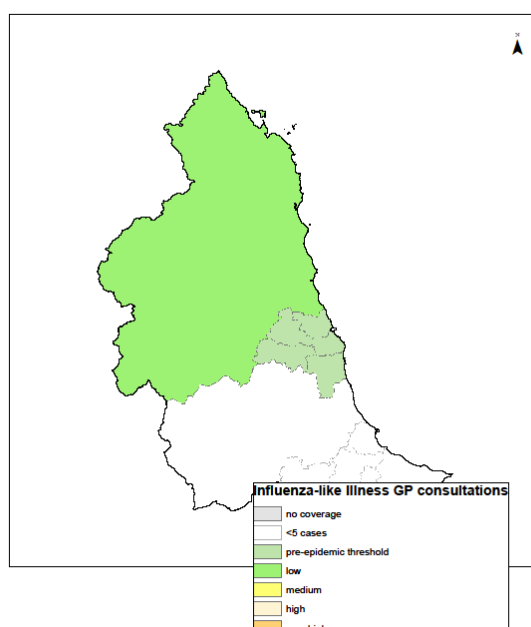 Influenza-like Illness GP consultations
no coverage
<5 cases
pre-epidemic threshold
low
medium
high